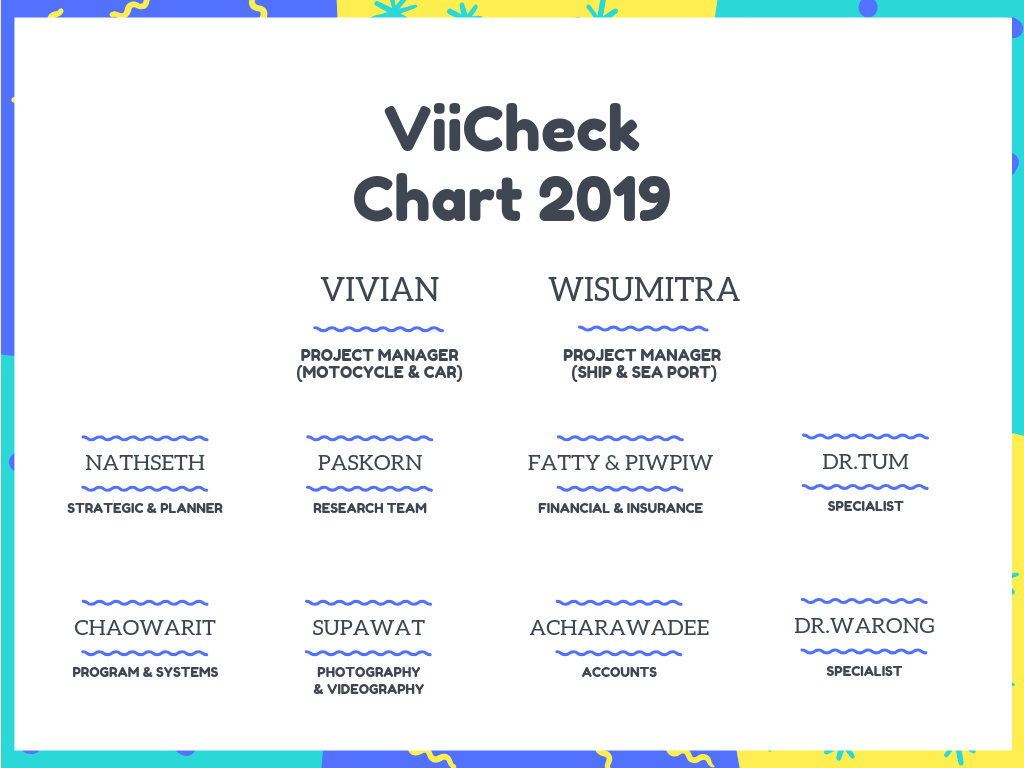 ViiCheck
Chart 2019
VIVIAN
PROJECT MANAGER
(MOTOCYCLE & CAR)
WISUMITRA
PROJECT MANAGER
(SHIP & SEA PORT)
NATHSETH
STRATEGIC & PLANNER
PASKORN
RESEARCH TEAM
FATTY & PIWPIW
FINANCIAL & INSURANCE
DR.TUM
SPECIALIST
CHAOWARIT
PROGRAM & SYSTEMS
SUPAWAT
PHOTOGRAPHY
& VIDEOGRAPHY
ACHARAWADEE
ACCOUNTS
DR.WARONG
SPECIALIST